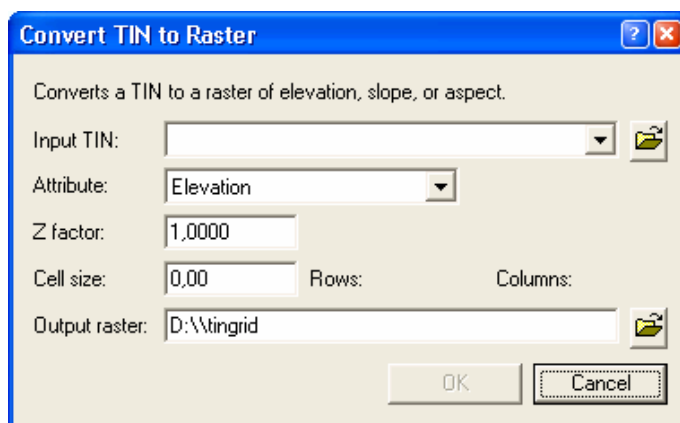 Convert TIN to Raster
Converts a TIN to a raster of elevation, slope, or aspect.
Input TIN:
Attribute: Elevation
Z factor: 1,0000
Cell size: 0,00 Rows: Columns:
Output raster: D:\\tingrid
OK Cancel